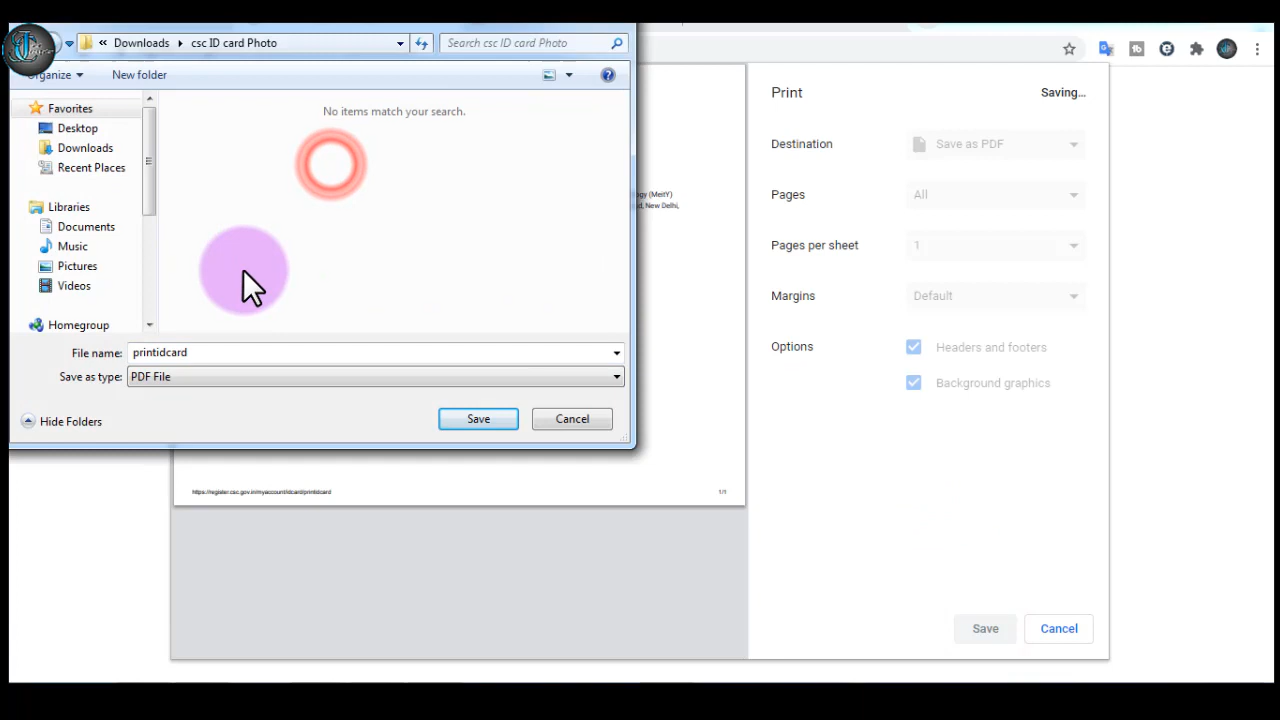 « Downloads csc ID card Photo
Search csc ID card Photo
Organize New folder
No items match your search.
Favorites
Desktop
Downloads
Recent Places
Libraries
Documents
Music
Pictures
Videos
Homegroup
File name: printidcard
Save as type: PDF File
Hide Folders Save Cancel
(MeitY)
New Delhi,
https://register.csc.gov.in/myaccount/idcard/printidcard 1/1
Print Saving...
Destination Save as PDF
Pages All
Pages per sheet 1
Margins Default
Options Headers and footers
Background graphics
Save Cancel